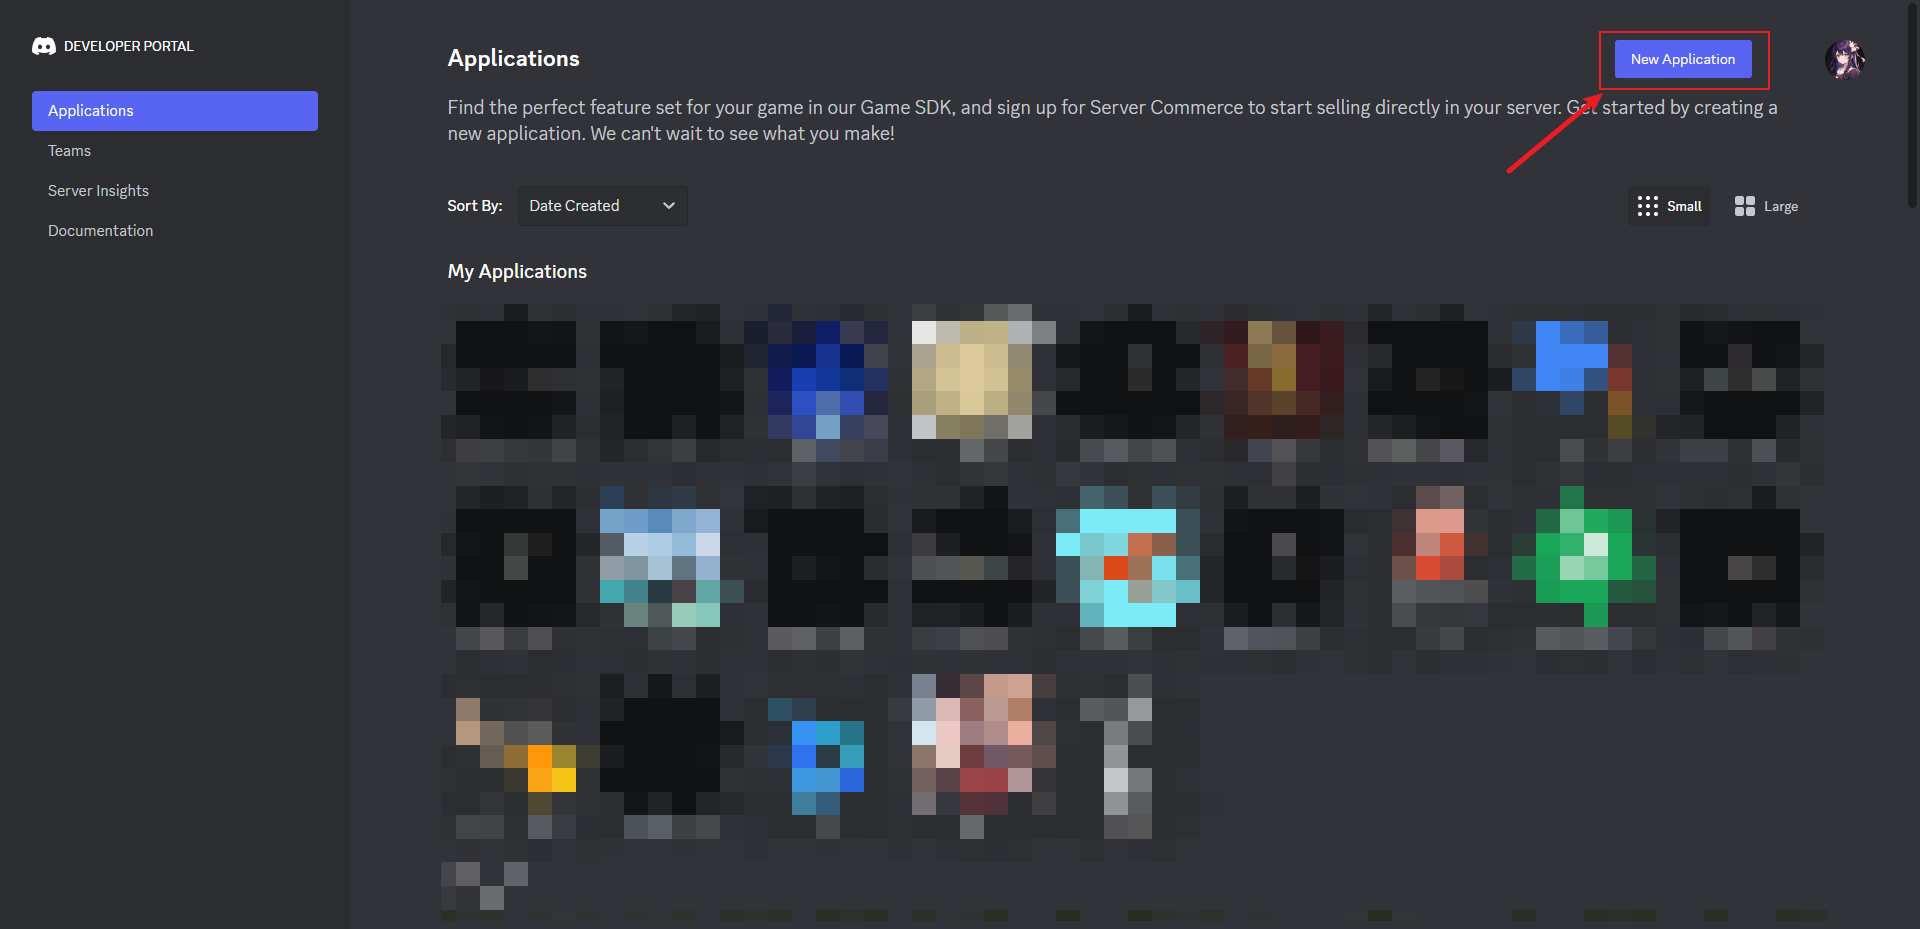 DEVELOPER PORTAL
Applications
Teams
Server Insights
Documentation
Applications
New Application
Find the perfect feature set for your game in our Game SDK, and sign up for Server Commerce to start selling directly in your server. Get started by creating a
new application. We can't wait to see what you make!
Sort By:
Date Created
Small
Large
My Applications